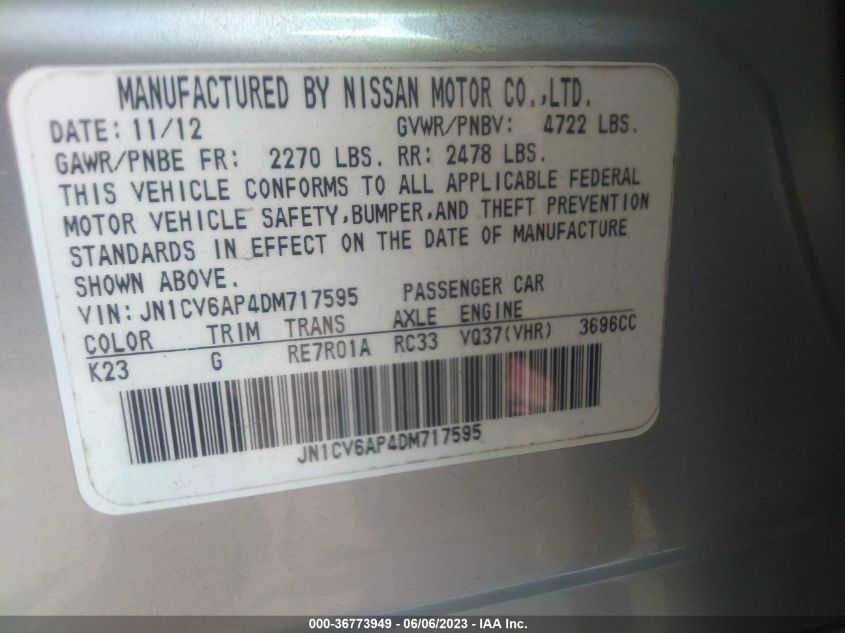 MANUFACTURED BY NISSAN MOTOR CO.,LTD.
DATE: 11/12 GVWR/PNBV: 4722 LBS.
GAWR/PNBE FR: 2270 LBS. RR: 2478 LBS.
THIS VEHICLE CONFORMS TO ALL APPLICABLE FEDERAL
MOTOR VEHICLE SAFETY,BUMPER,AND THEFT PREVENTION
STANDARDS IN EFFECT ON THE DATE OF MANUFACTURE
SHOWN ABOVE.
VIN: JN1CV6AP4DM717595 PASSENGER CAR
COLOR TRIM TRANS AXLE ENGINE
K23 G RE7R01A RC33 VQ37(VHR) 3696CC
JN1CV6AP4DM717595
000-36773949 - 06/06/2023 - IAA Inc.